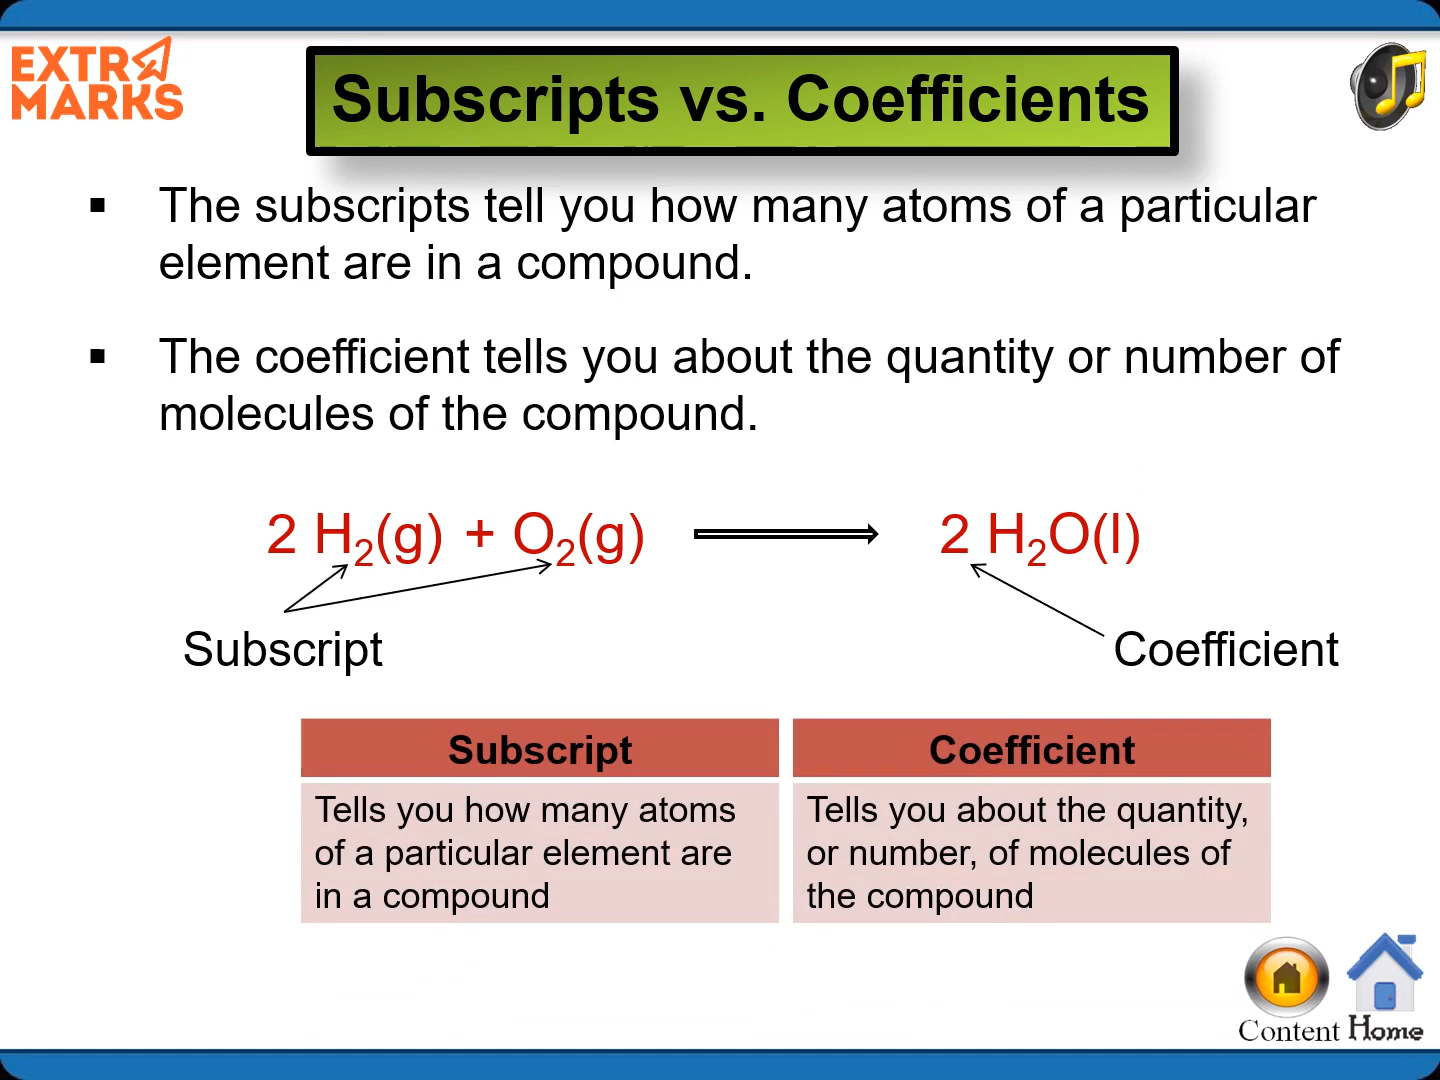 EXTRA
MARKS
Subscripts vs. Coefficients
▪ The subscripts tell you how many atoms of a particular
element are in a compound.
▪ The coefficient tells you about the quantity or number of
molecules of the compound.
2 H₂(g) + O₂(g) ⟹ 2 H₂O(l)
Subscript
Coefficient
Subscript
Tells you how many atoms
of a particular element are
in a compound
Coefficient
Tells you about the quantity,
or number, of molecules of
the compound
Content
Home